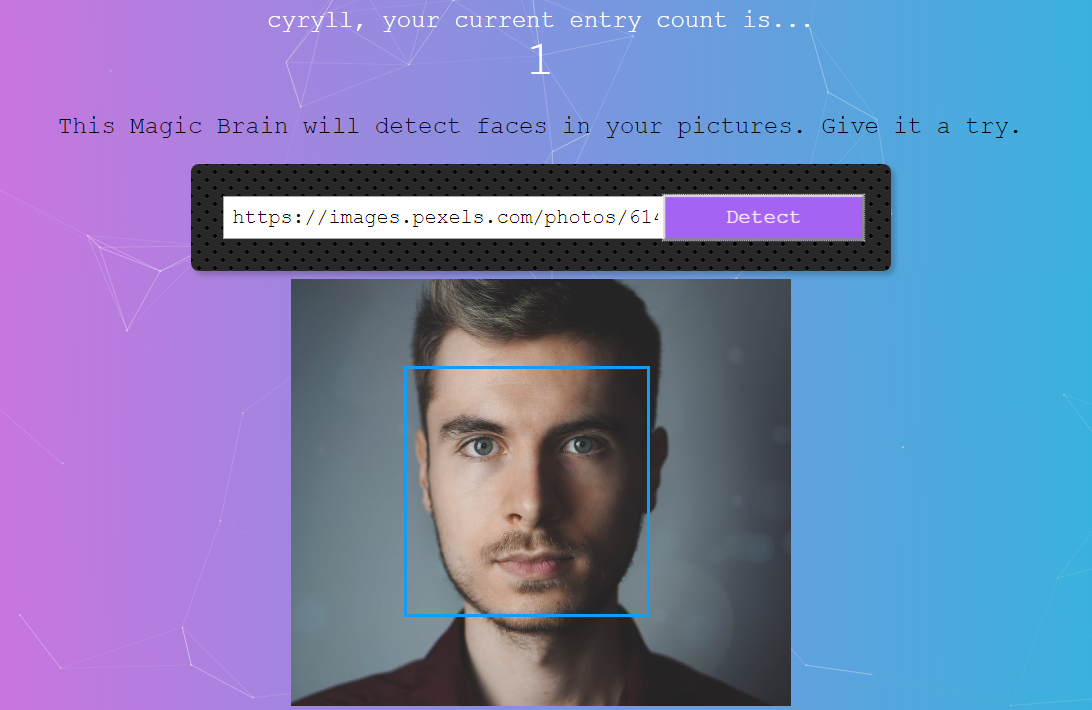 cyryll, your current entry count is...
1
This Magic Brain will detect faces in your pictures. Give it a try.
https://images.pexels.com/photos/614 Detect